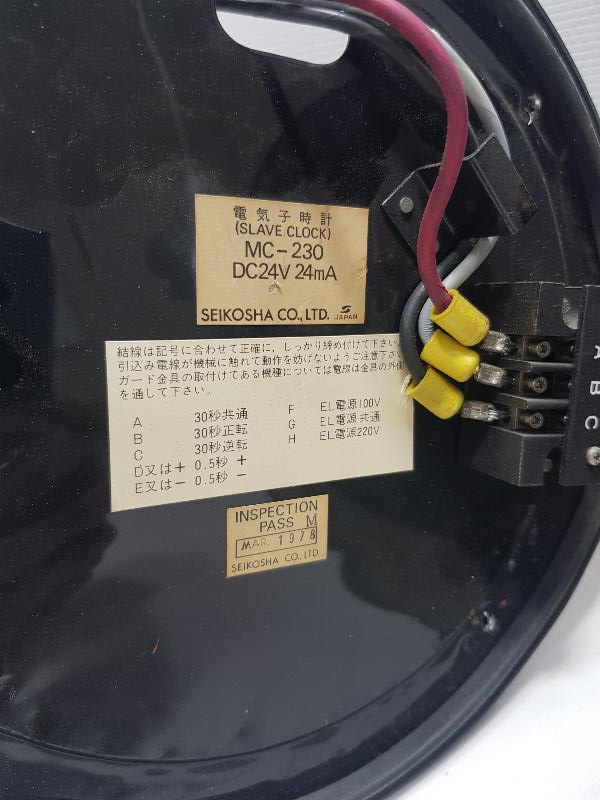 電気子時計
(SLAVE CLOCK)
MC-230
DC24V 24mA
SEIKOSHA CO., LTD. S JAPAN
結線は記号に合わせて正確に、しっかり締め付けて下さい。
引込み電線が機械に触れて動作を妨げないようご注意下さい
ガード金具の取付けてある機種については電線は金具の外側
を通して下さい。
A 30秒共通 F EL電源100V
B 30秒正転 G EL電源共通
C 30秒逆転 H EL電源220V
D又は+ 0.5秒 +
E又は- 0.5秒 -
INSPECTION
PASS M
MAR. 1978
SEIKOSHA CO., LTD.
A
B
C